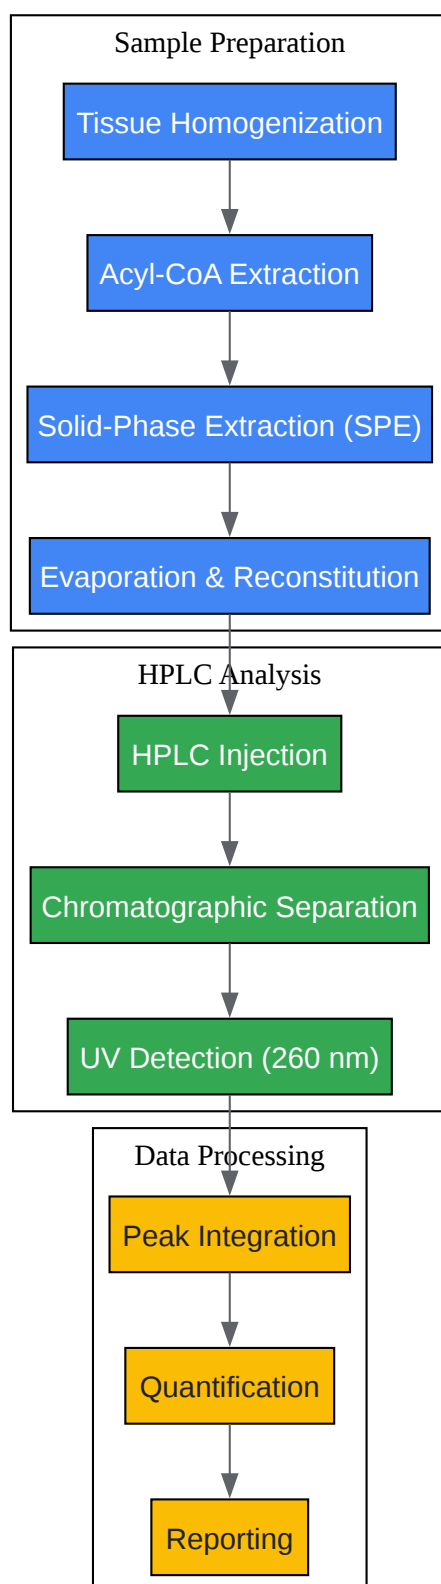 Sample Preparation
Tissue Homogenization
Acyl-CoA Extraction
Solid-Phase Extraction (SPE)
Evaporation & Reconstitution
HPLC Analysis
HPLC Injection
Chromatographic Separation
UV Detection (260 nm)
Data Processing
Peak Integration
Quantification
Reporting